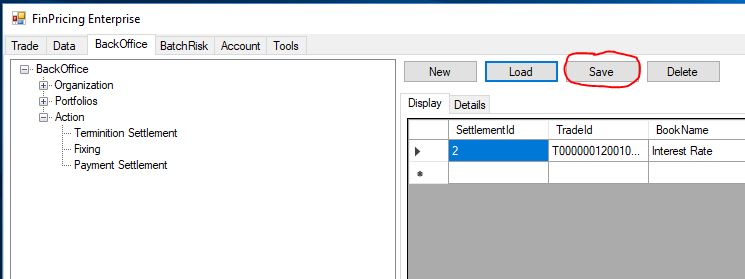 FinPricing Enterprise
Trade Data BackOffice BatchRisk Account Tools
BackOffice
Organization
Portfolios
Action
Terminition Settlement
Fixing
Payment Settlement
New Load Save Delete
Display Details
SettlementId TradeId BookName
2 T000000120010... Interest Rate